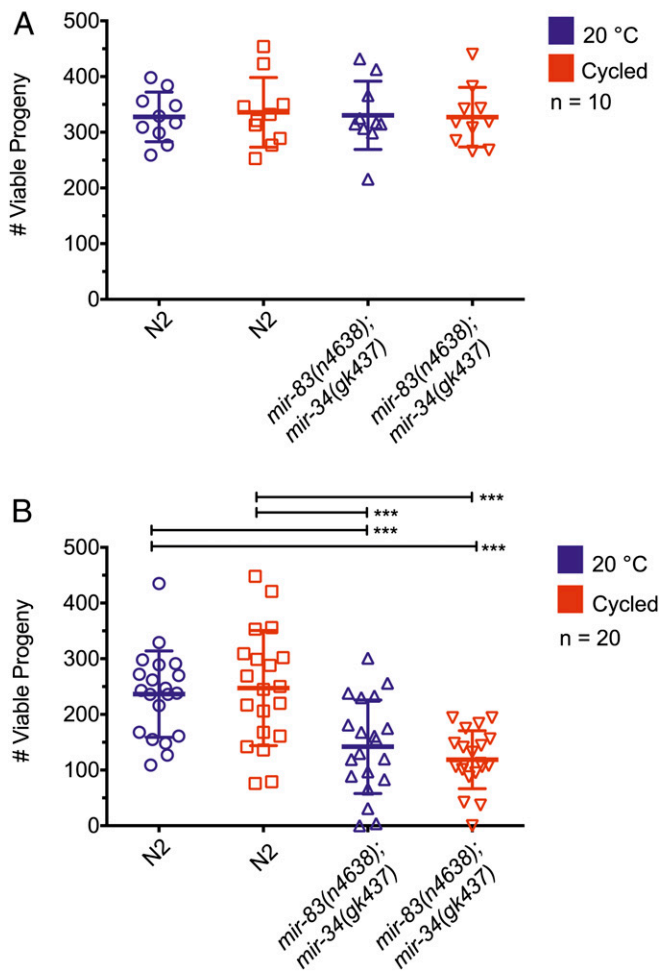 A
# Viable Progeny
500
400
300
200
100
0
N2
N2
mir-83(n4638);
mir-34(gk437)
mir-83(n4638);
mir-34(gk437)
20 °C
Cycled
n = 10
B
***
***
***
***
# Viable Progeny
500
400
300
200
100
0
N2
N2
mir-83(n4638);
mir-34(gk437)
mir-83(n4638);
mir-34(gk437)
20 °C
Cycled
n = 20